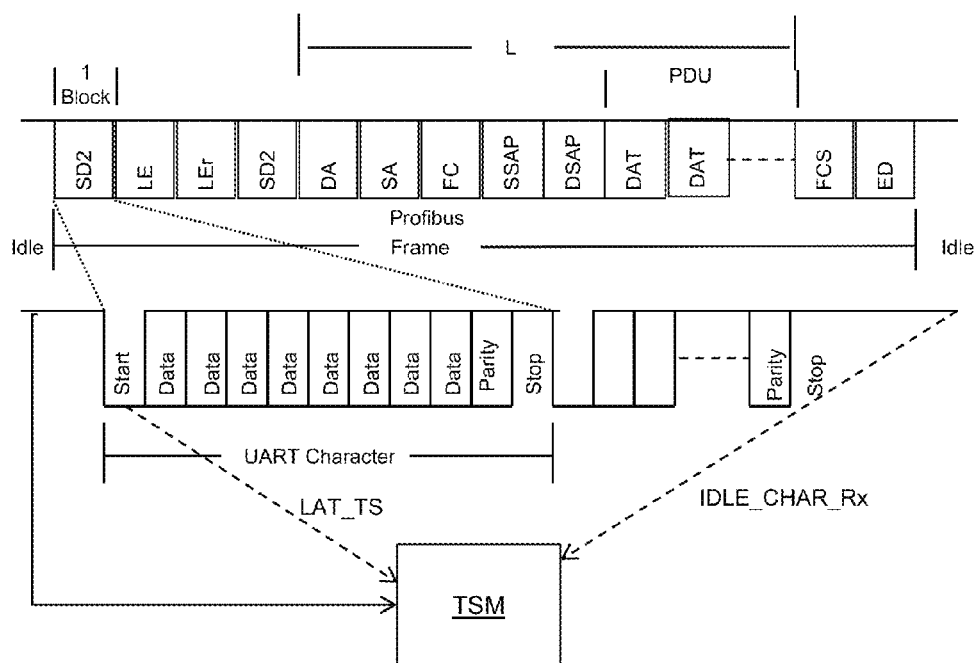 L
1
Block
PDU
SD2 LE LEr SD2 DA SA FC SSAP DSAP DAT DAT FCS ED
Profibus
Idle Frame Idle
Start Data Data Data Data Data Data Data Data Parity Stop Parity Stop
UART Character
LAT_TS
IDLE_CHAR_Rx
TSM